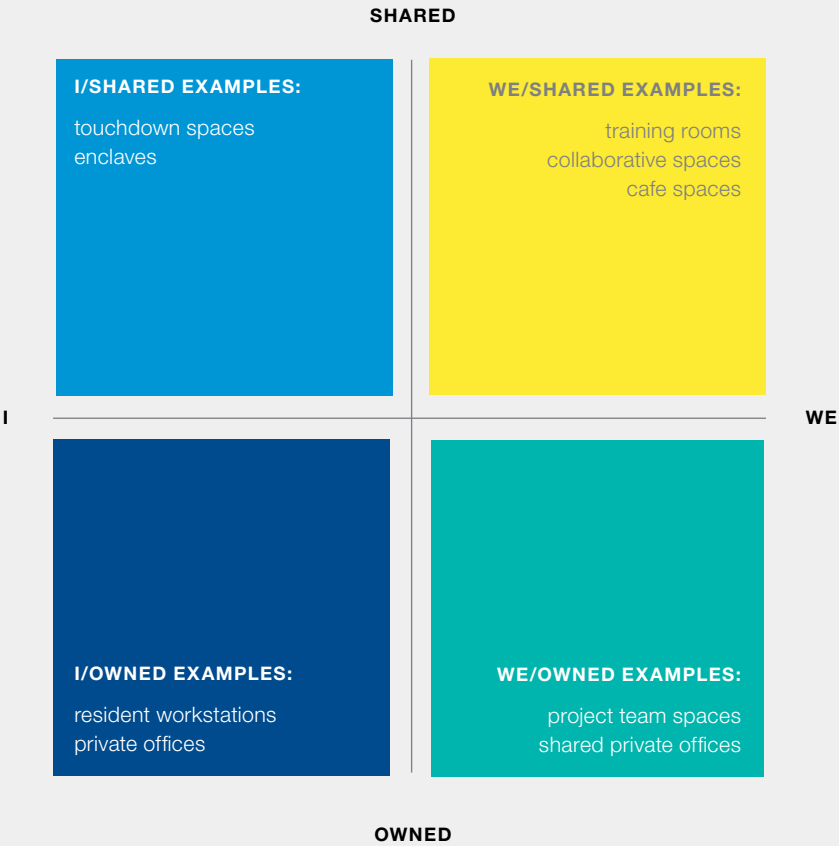 SHARED
I/SHARED EXAMPLES:
touchdown spaces
enclaves
WE/SHARED EXAMPLES:
training rooms
collaborative spaces
cafe spaces
I
WE
I/OWNED EXAMPLES:
resident workstations
private offices
WE/OWNED EXAMPLES:
project team spaces
shared private offices
OWNED